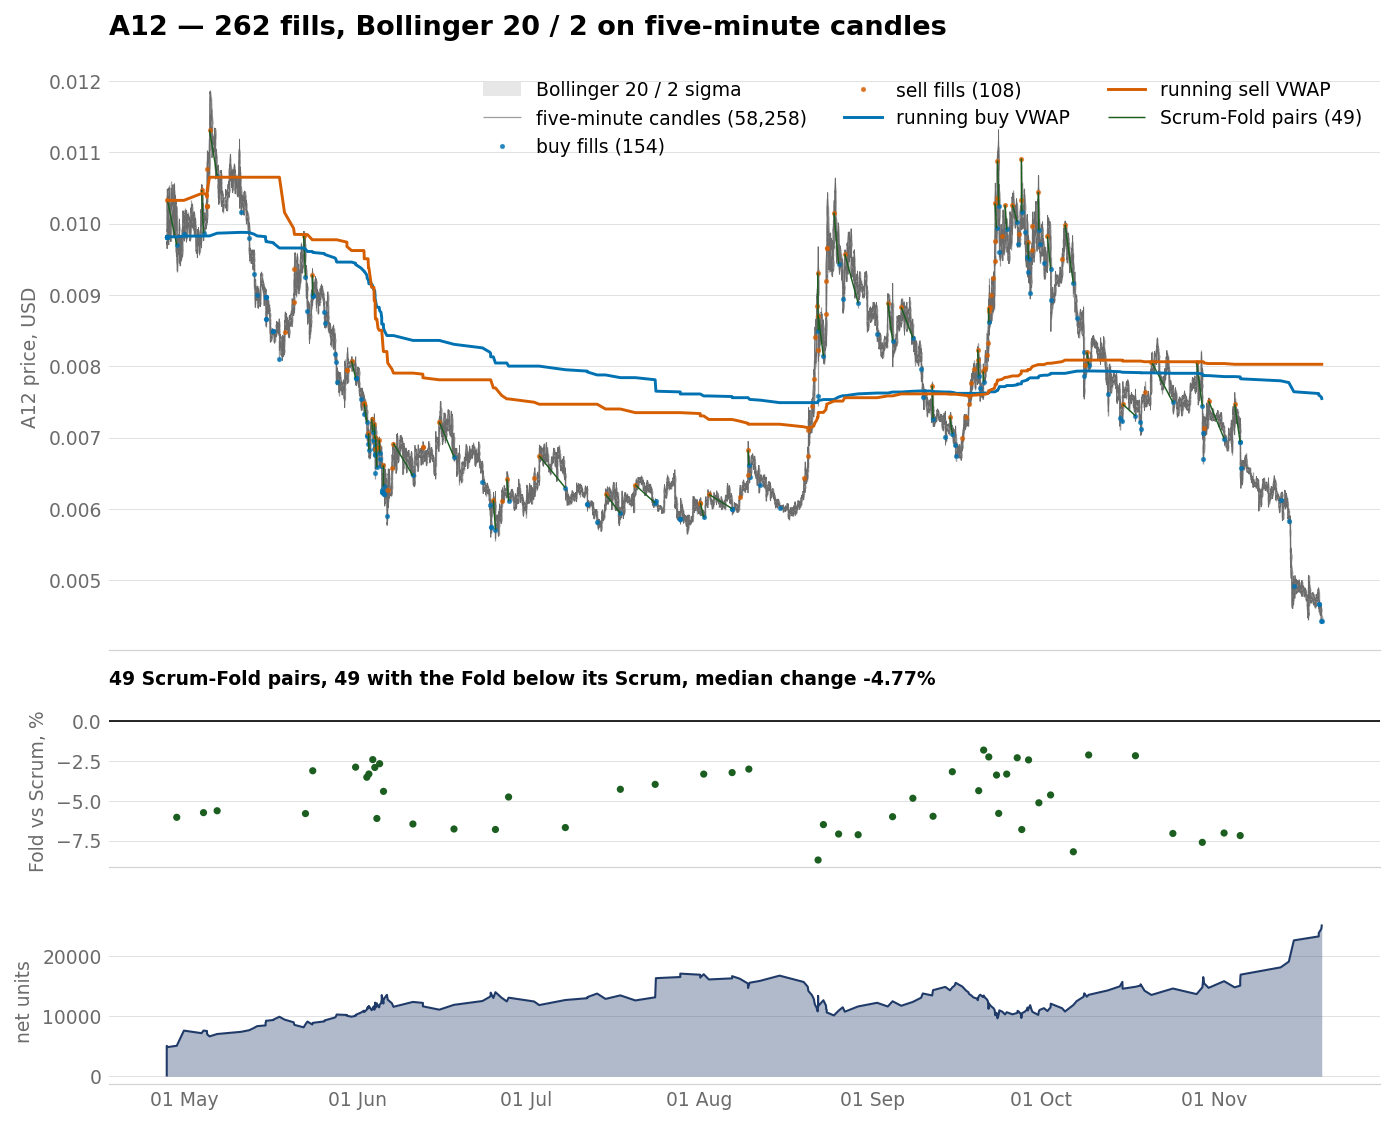 A12 — 262 fills, Bollinger 20 / 2 on five-minute candles
Bollinger 20 / 2 sigma
five-minute candles (58,258)
buy fills (154)
sell fills (108)
running buy VWAP
running sell VWAP
Scrum-Fold pairs (49)
A12 price, USD
0.012
0.011
0.010
0.009
0.008
0.007
0.006
0.005
49 Scrum-Fold pairs, 49 with the Fold below its Scrum, median change -4.77%
Fold vs Scrum, %
0.0
−2.5
−5.0
−7.5
net units
20000
10000
0
01 May
01 Jun
01 Jul
01 Aug
01 Sep
01 Oct
01 Nov